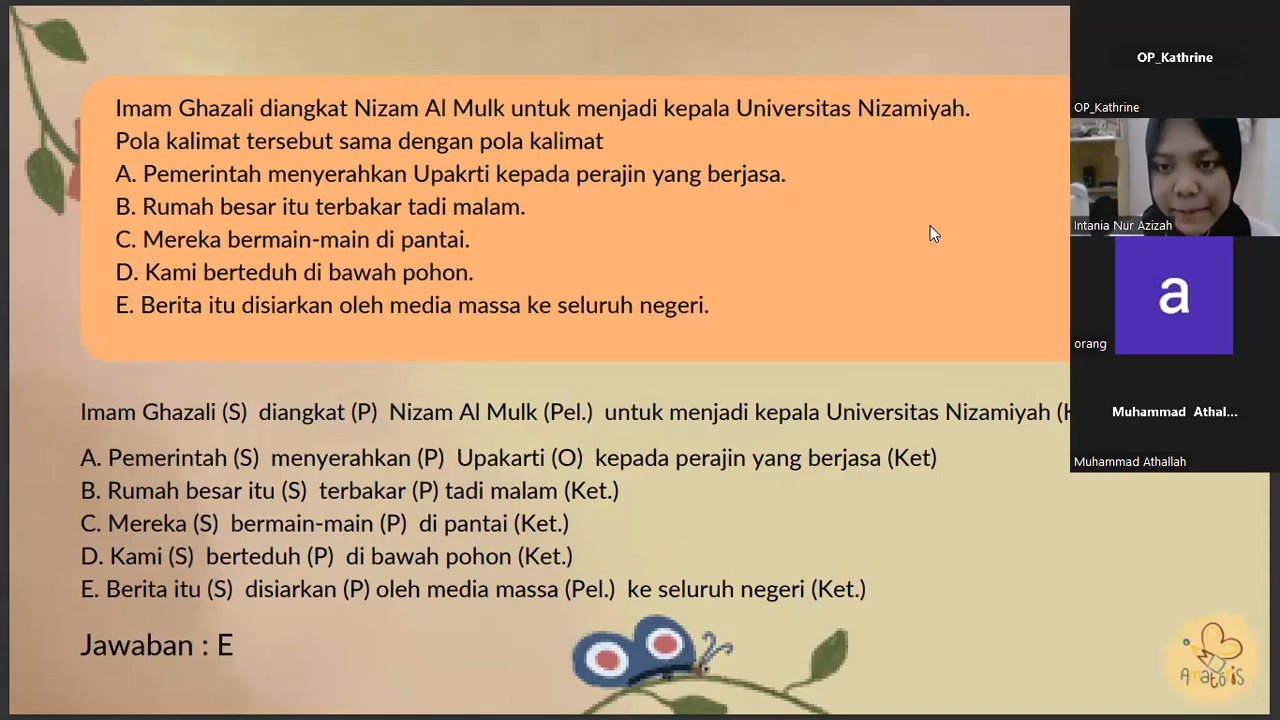 Imam Ghazali diangkat Nizam Al Mulk untuk menjadi kepala Universitas Nizamiyah.
Pola kalimat tersebut sama dengan pola kalimat
A. Pemerintah menyerahkan Upakrti kepada perajin yang berjasa.
B. Rumah besar itu terbakar tadi malam.
C. Mereka bermain-main di pantai.
D. Kami berteduh di bawah pohon.
E. Berita itu disiarkan oleh media massa ke seluruh negeri.
Imam Ghazali (S) diangkat (P) Nizam Al Mulk (Pel.) untuk menjadi kepala Universitas Nizamiyah
A. Pemerintah (S) menyerahkan (P) Upakarti (O) kepada perajin yang berjasa (Ket)
B. Rumah besar itu (S) terbakar (P) tadi malam (Ket.)
C. Mereka (S) bermain-main (P) di pantai (Ket.)
D. Kami (S) berteduh (P) di bawah pohon (Ket.)
E. Berita itu (S) disiarkan (P) oleh media massa (Pel.) ke seluruh negeri (Ket.)
Jawaban : E
OP_Kathrine
OP_Kathrine
Intania Nur Azizah
a
orang
Muhammad Athal...
Muhammad Athallah
Amatöris